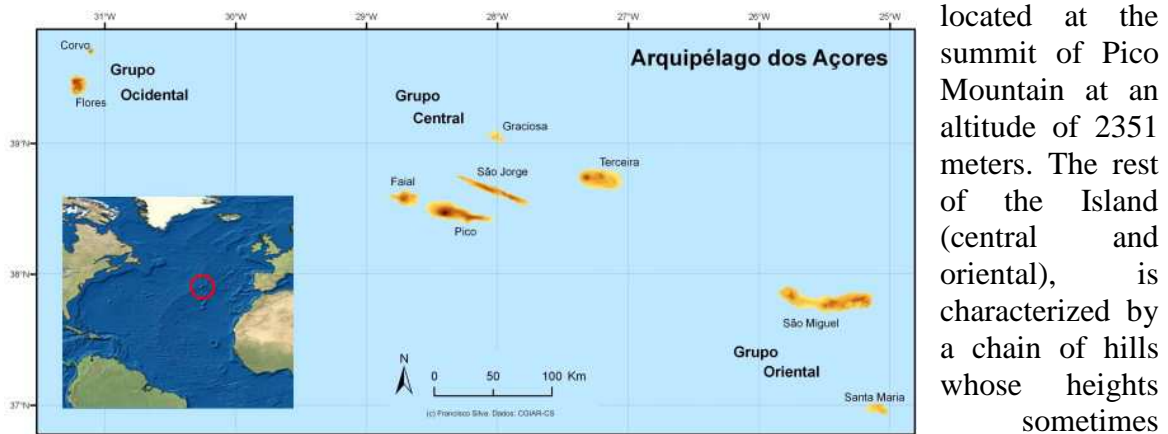 31°W 30°W 29°W 28°W 27°W 26°W 25°W
Corvo
Grupo
Ocidental
Flores
Arquipélago dos Açores
Grupo
Central
Graciosa
39°N
São Jorge
Terceira
Faial
Pico
38°N
São Miguel
Grupo
Oriental
N
0 50 100 Km
Santa Maria
37°N
(c) Francisco Silva Dados: CGIAR-CS
located at the
summit of Pico
Mountain at an
altitude of 2351
meters. The rest
of the Island
(central and
oriental), is
characterized by
a chain of hills
whose heights
sometimes